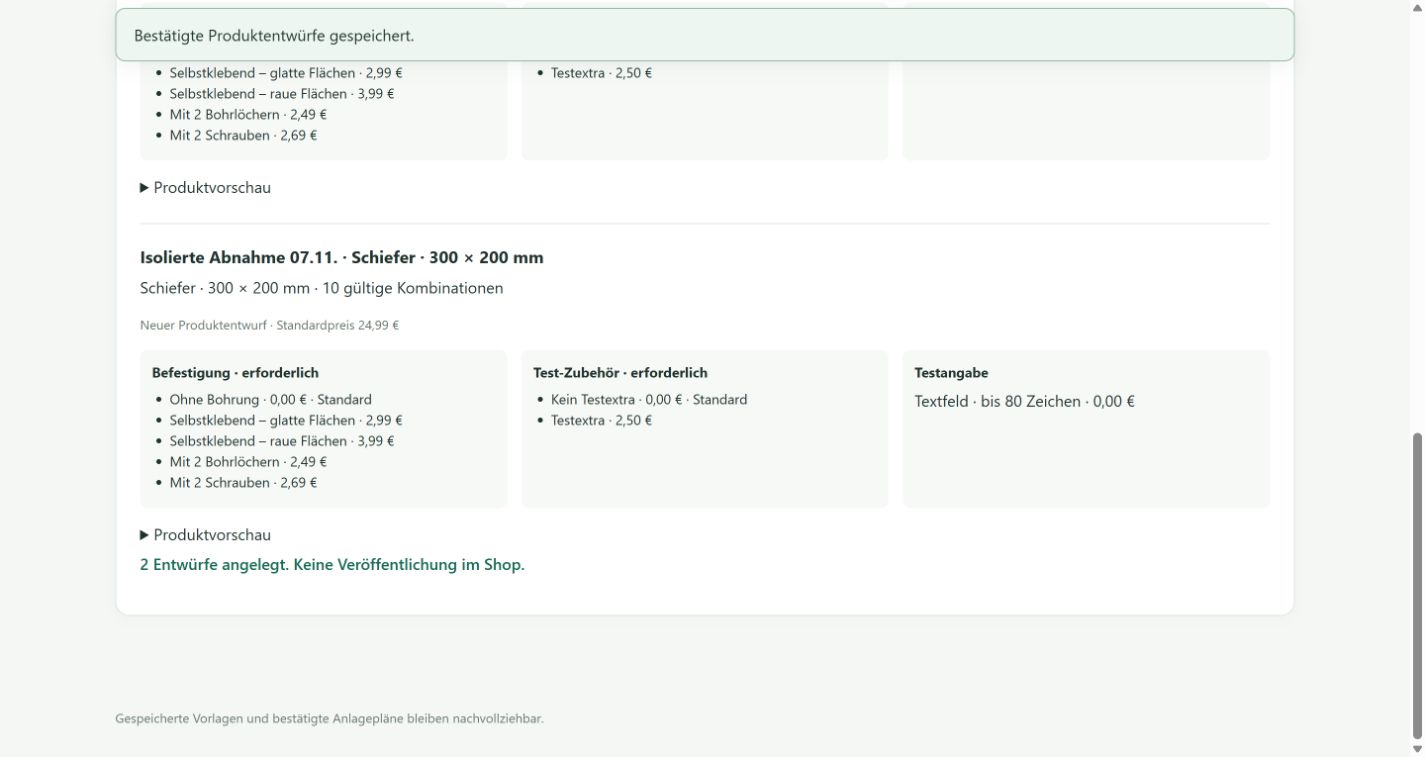 Bestätigte Produktentwürfe gespeichert.
• Selbstklebend – glatte Flächen · 2,99 €
• Selbstklebend – raue Flächen · 3,99 €
• Mit 2 Bohrlöchern · 2,49 €
• Mit 2 Schrauben · 2,69 €
• Testextra · 2,50 €
▶ Produktvorschau
Isolierte Abnahme 07.11. · Schiefer · 300 × 200 mm
Schiefer · 300 × 200 mm · 10 gültige Kombinationen
Neuer Produktentwurf · Standardpreis 24,99 €
Befestigung · erforderlich
• Ohne Bohrung · 0,00 € · Standard
• Selbstklebend – glatte Flächen · 2,99 €
• Selbstklebend – raue Flächen · 3,99 €
• Mit 2 Bohrlöchern · 2,49 €
• Mit 2 Schrauben · 2,69 €
Test-Zubehör · erforderlich
• Kein Testextra · 0,00 € · Standard
• Testextra · 2,50 €
Testangabe
Textfeld · bis 80 Zeichen · 0,00 €
▶ Produktvorschau
2 Entwürfe angelegt. Keine Veröffentlichung im Shop.
Gespeicherte Vorlagen und bestätigte Anlagepläne bleiben nachvollziehbar.